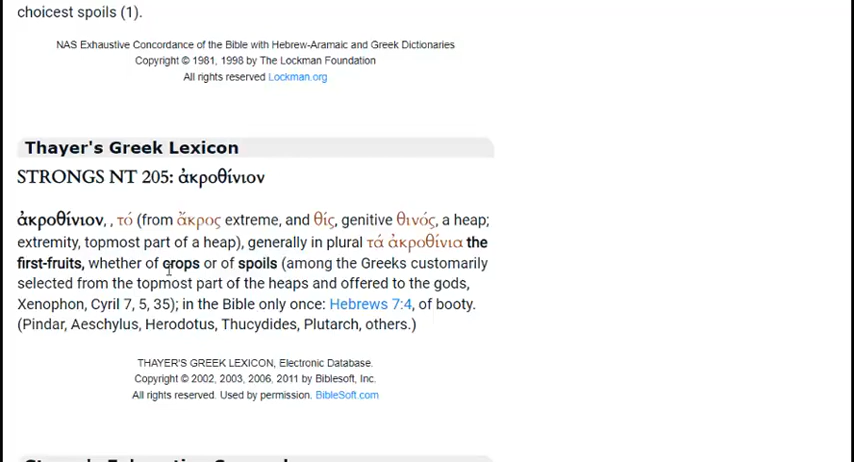 choicest spoils (1).
NAS Exhaustive Concordance of the Bible with Hebrew-Aramaic and Greek Dictionaries
Copyright © 1981, 1998 by The Lockman Foundation
All rights reserved Lockman.org
Thayer's Greek Lexicon
STRONGS NT 205: ἀκροθίνιον
ἀκροθίνιον, , τό (from ἄκρος extreme, and θίς, genitive θινός, a heap;
extremity, topmost part of a heap), generally in plural τά ἀκροθίνια the
first-fruits, whether of crops or of spoils (among the Greeks customarily
selected from the topmost part of the heaps and offered to the gods,
Xenophon, Cyril 7, 5, 35); in the Bible only once: Hebrews 7:4, of booty.
(Pindar, Aeschylus, Herodotus, Thucydides, Plutarch, others.)
THAYER'S GREEK LEXICON, Electronic Database.
Copyright © 2002, 2003, 2006, 2011 by Biblesoft, Inc.
All rights reserved. Used by permission. BibleSoft.com